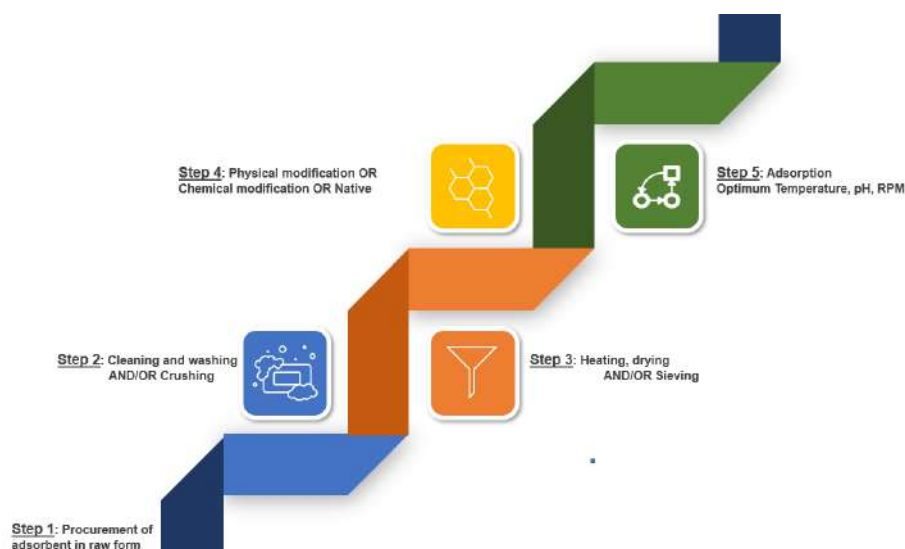 Step 1: Procurement of
adsorbent in raw form
Step 2: Cleaning and washing
AND/OR Crushing
Step 3: Heating, drying
AND/OR Sieving
Step 4: Physical modification OR
Chemical modification OR Native
Step 5: Adsorption
Optimum Temperature, pH, RPM